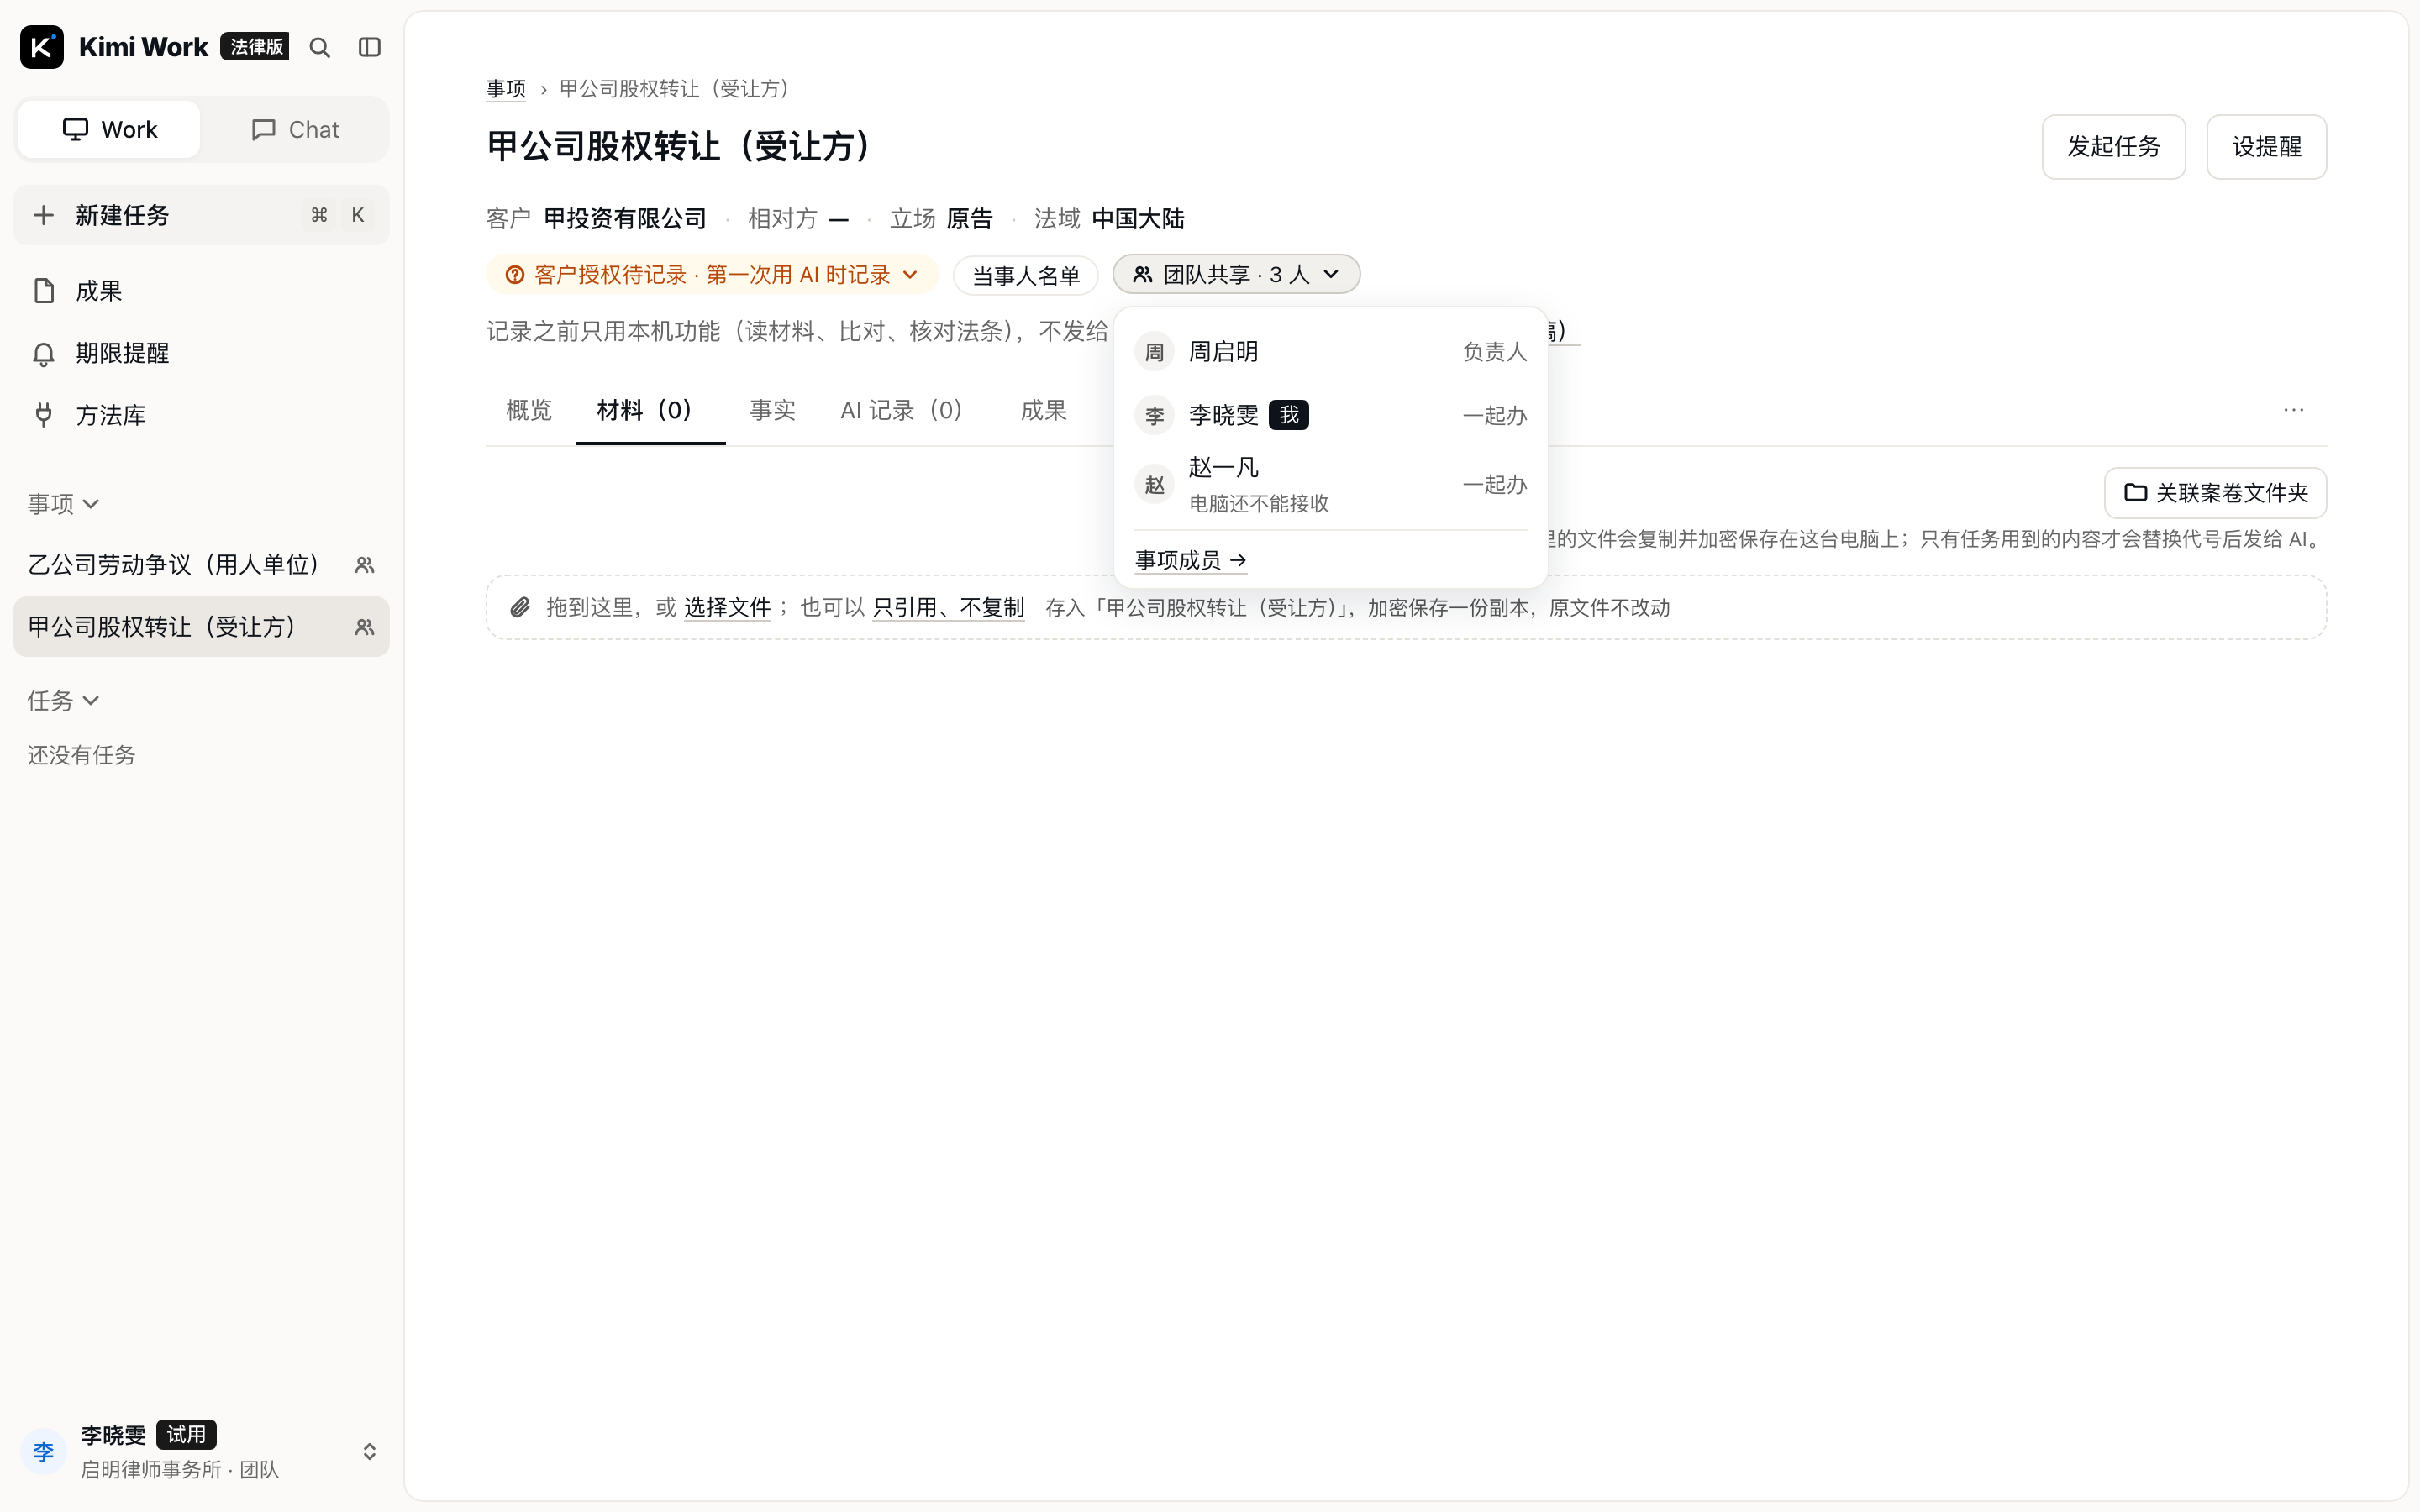 Kimi Work 法律版
Work
Chat
新建任务 ⌘ K
成果
期限提醒
方法库
事项
乙公司劳动争议（用人单位）
甲公司股权转让（受让方）
任务
还没有任务
李 李晓雯 试用
启明律师事务所 · 团队
事项 › 甲公司股权转让（受让方）
甲公司股权转让（受让方）
发起任务
设提醒
客户 甲投资有限公司 · 相对方 — · 立场 原告 · 法域 中国大陆
客户授权待记录 · 第一次用 AI 时记录
当事人名单
团队共享 · 3 人
记录之前只用本机功能（读材料、比对、核对法条），不发给
周 周启明 负责人
李 李晓雯 我 一起办
赵 赵一凡 一起办
电脑还不能接收
事项成员 →
概览 材料（0） 事实 AI 记录（0） 成果 ···
关联案卷文件夹
的文件会复制并加密保存在这台电脑上；只有任务用到的内容才会替换代号后发给 AI。
拖到这里，或 选择文件 ；也可以 只引用、不复制 存入「甲公司股权转让（受让方）」，加密保存一份副本，原文件不改动